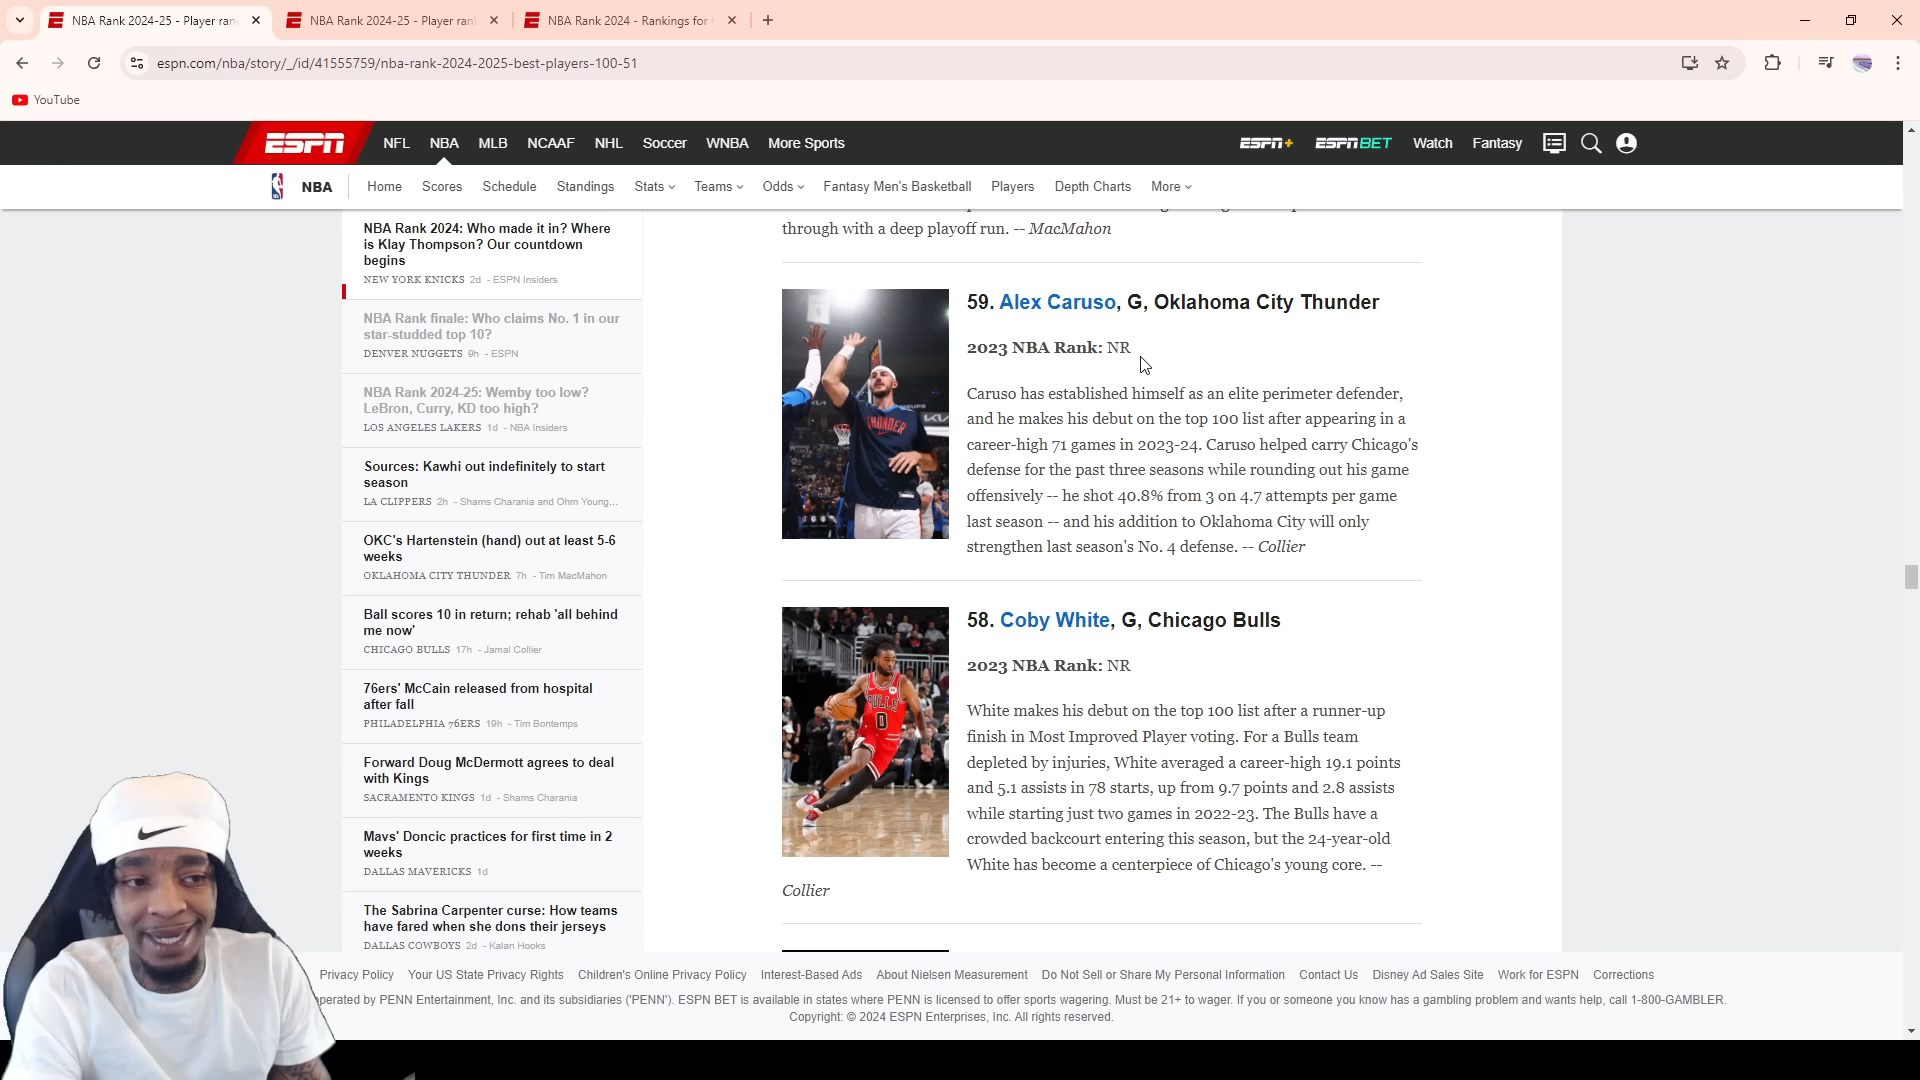 NBA Rank 2024-25 - Player ran
NBA Rank 2024-25 - Player ran
NBA Rank 2024 - Rankings for t
espn.com/nba/story/_/id/41555759/nba-rank-2024-2025-best-players-100-51
YouTube
ESPN
NFL
NBA
MLB
NCAAF
NHL
Soccer
WNBA
More Sports
ESPN+
ESPN BET
Watch
Fantasy
NBA
Home
Scores
Schedule
Standings
Stats
Teams
Odds
Fantasy Men's Basketball
Players
Depth Charts
More
NBA Rank 2024: Who made it in? Where
is Klay Thompson? Our countdown
begins
NEW YORK KNICKS 2d - ESPN Insiders
NBA Rank finale: Who claims No. 1 in our
star-studded top 10?
DENVER NUGGETS 9h - ESPN
NBA Rank 2024-25: Wemby too low?
LeBron, Curry, KD too high?
LOS ANGELES LAKERS 1d - NBA Insiders
Sources: Kawhi out indefinitely to start
season
LA CLIPPERS 2h - Shams Charania and Ohm Young...
OKC's Hartenstein (hand) out at least 5-6
weeks
OKLAHOMA CITY THUNDER 7h - Tim MacMahon
Ball scores 10 in return; rehab 'all behind
me now'
CHICAGO BULLS 17h - Jamal Collier
76ers' McCain released from hospital
after fall
PHILADELPHIA 76ERS 19h - Tim Bontemps
Forward Doug McDermott agrees to deal
with Kings
SACRAMENTO KINGS 1d - Shams Charania
Mavs' Doncic practices for first time in 2
weeks
DALLAS MAVERICKS 1d
The Sabrina Carpenter curse: How teams
have fared when she dons their jerseys
DALLAS COWBOYS 2d - Kalan Hooks
through with a deep playoff run. -- MacMahon
59. Alex Caruso, G, Oklahoma City Thunder
2023 NBA Rank: NR
Caruso has established himself as an elite perimeter defender,
and he makes his debut on the top 100 list after appearing in a
career-high 71 games in 2023-24. Caruso helped carry Chicago's
defense for the past three seasons while rounding out his game
offensively -- he shot 40.8% from 3 on 4.7 attempts per game
last season -- and his addition to Oklahoma City will only
strengthen last season's No. 4 defense. -- Collier
THUNDER
58. Coby White, G, Chicago Bulls
2023 NBA Rank: NR
White makes his debut on the top 100 list after a runner-up
finish in Most Improved Player voting. For a Bulls team
depleted by injuries, White averaged a career-high 19.1 points
and 5.1 assists in 78 starts, up from 9.7 points and 2.8 assists
while starting just two games in 2022-23. The Bulls have a
crowded backcourt entering this season, but the 24-year-old
White has become a centerpiece of Chicago's young core. --
Collier
BULLS
0
Privacy Policy
Your US State Privacy Rights
Children's Online Privacy Policy
Interest-Based Ads
About Nielsen Measurement
Do Not Sell or Share My Personal Information
Contact Us
Disney Ad Sales Site
Work for ESPN
Corrections
perated by PENN Entertainment, Inc. and its subsidiaries ('PENN'). ESPN BET is available in states where PENN is licensed to offer sports wagering. Must be 21+ to wager. If you or someone you know has a gambling problem and wants help, call 1-800-GAMBLER.
Copyright: © 2024 ESPN Enterprises, Inc. All rights reserved.